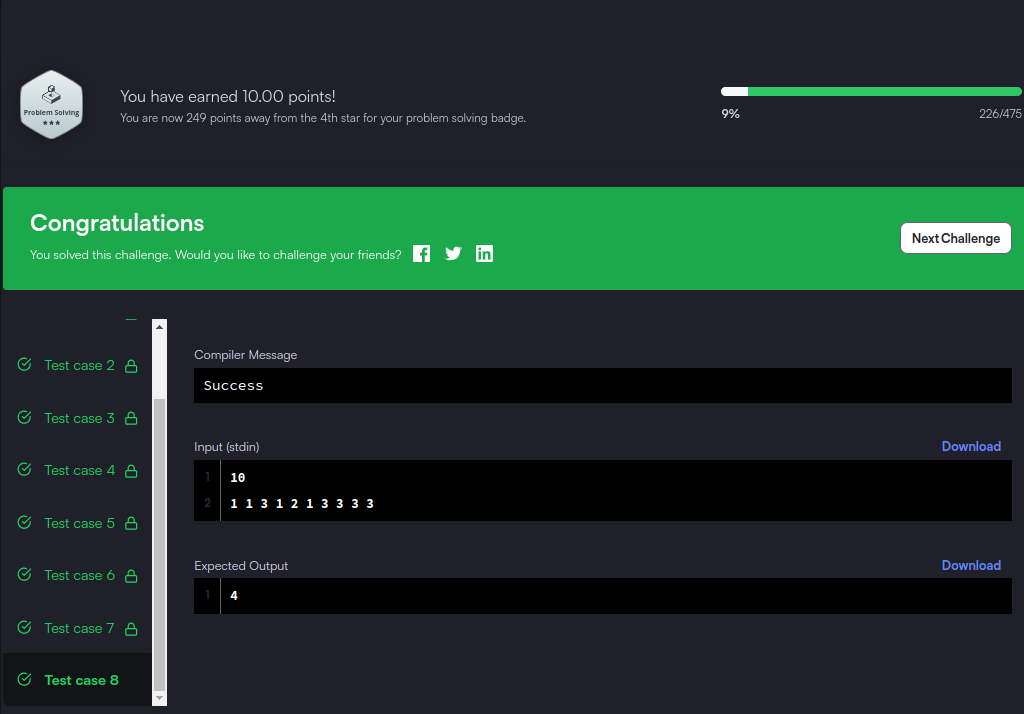 Problem Solving
You have earned 10.00 points!
You are now 249 points away from the 4th star for your problem solving badge.
9%
226/475
Congratulations
You solved this challenge. Would you like to challenge your friends?
Next Challenge
Test case 2
Test case 3
Test case 4
Test case 5
Test case 6
Test case 7
Test case 8
Compiler Message
Success
Input (stdin)
Download
1 10
2 1 1 3 1 2 1 3 3 3 3
Expected Output
Download
1 4